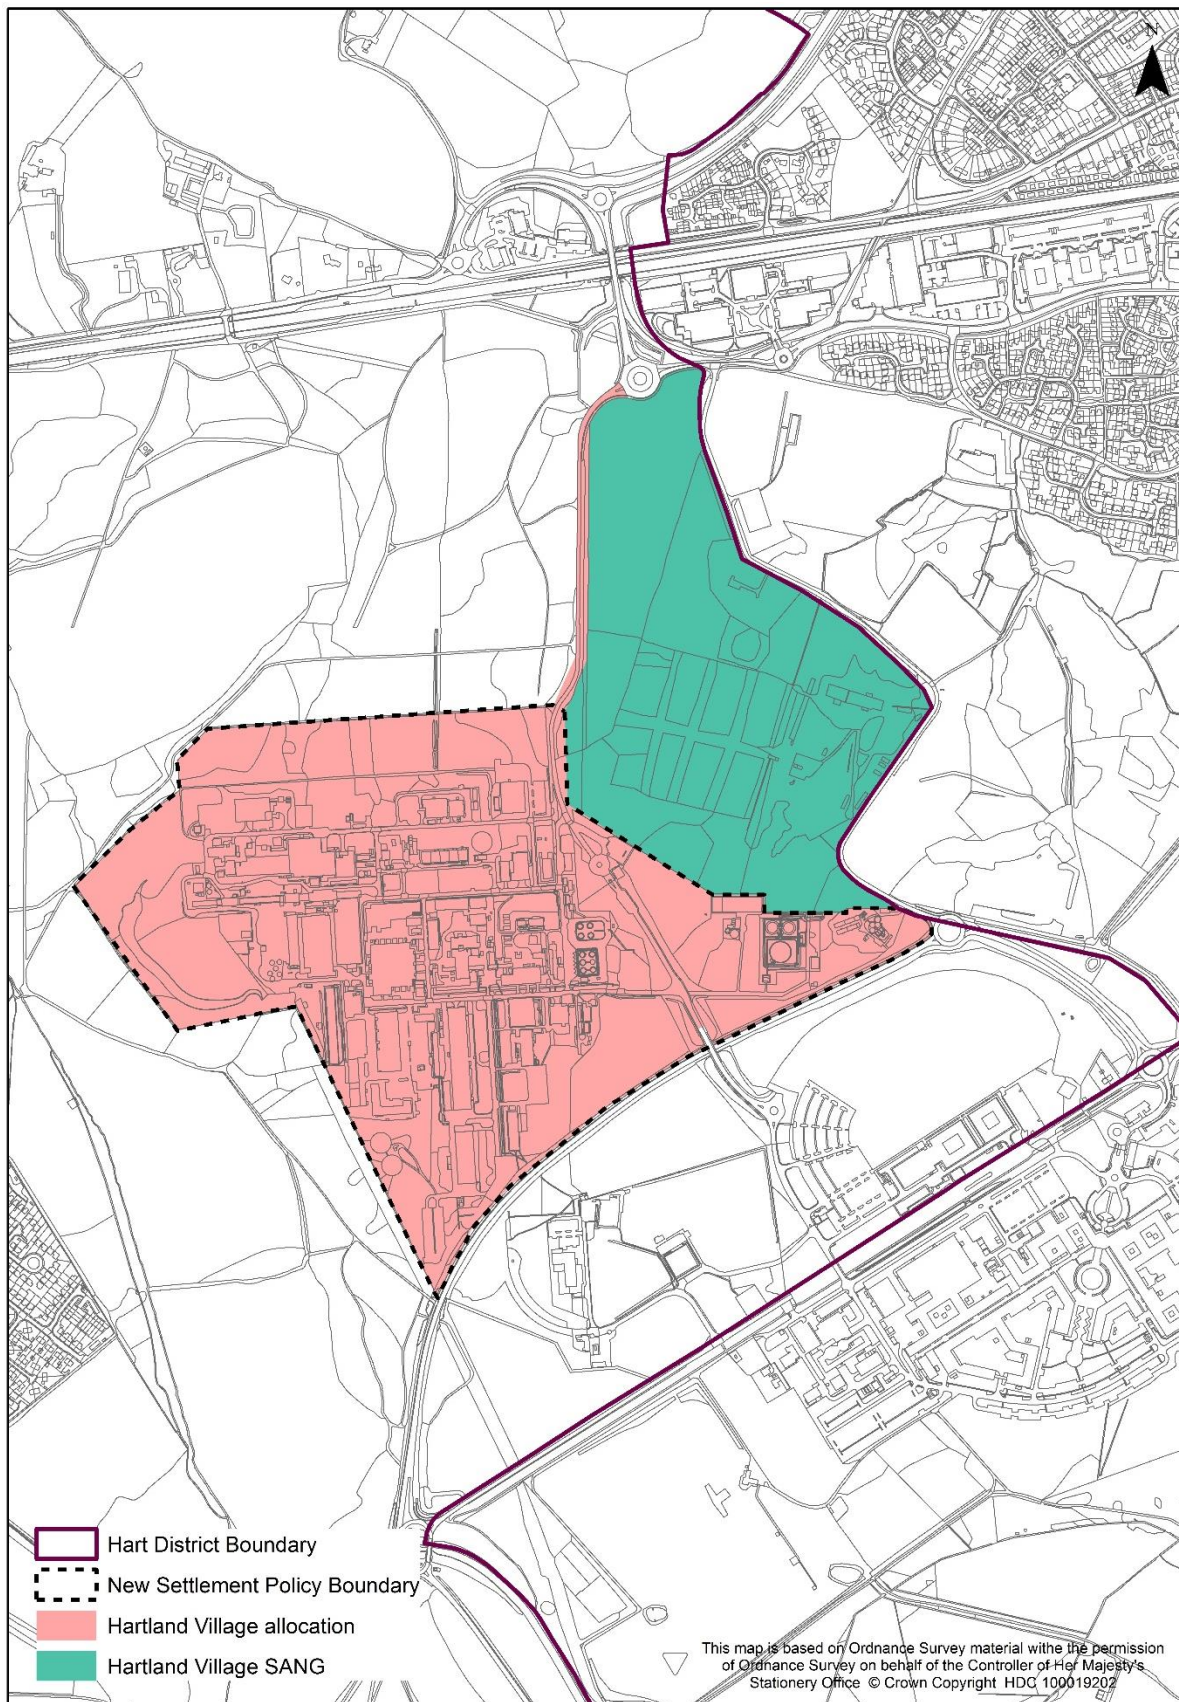 N
Hart District Boundary
New Settlement Policy Boundary
Hartland Village allocation
Hartland Village SANG
This map is based on Ordnance Survey material withe the permission
of Ordnance Survey on behalf of the Controller of Her Majesty's
Stationery Office © Crown Copyright HDC 100019202